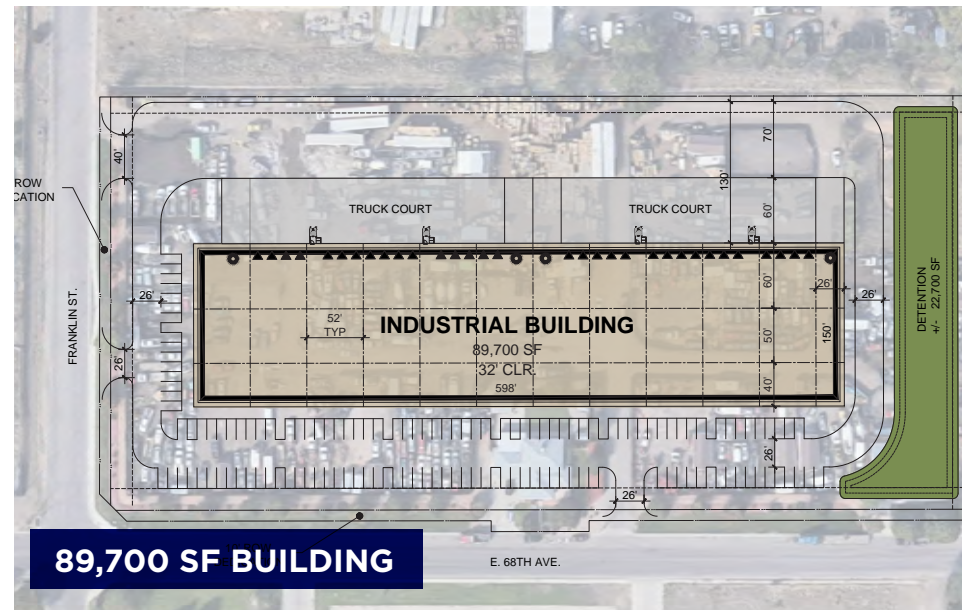 70'
40'
130'
ROW
CATION
TRUCK COURT
TRUCK COURT
60'
FRANKLIN ST.
26'
52'
TYP
INDUSTRIAL BUILDING
89,700 SF
32' CLR.
598'
60'
26'
26'
50'
150'
40'
DETENTION
+/- 22,700 SF
26'
26'
26'
89,700 SF BUILDING
E. 68TH AVE.